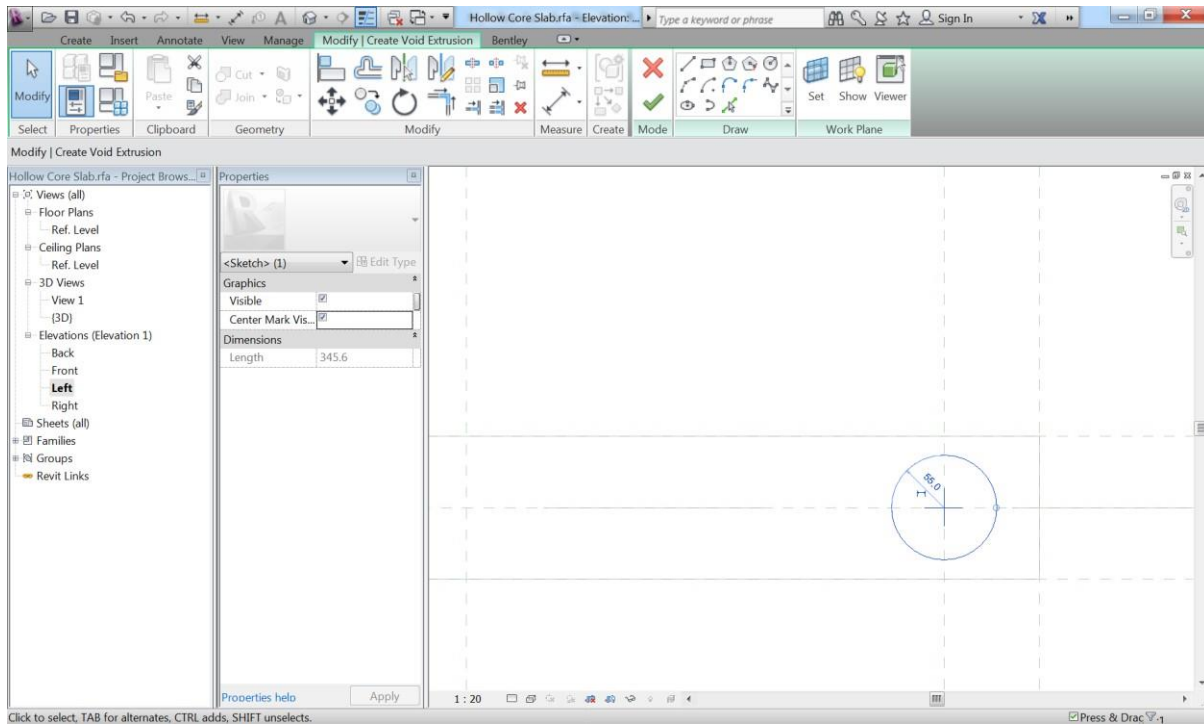 Hollow Core Slab.rfa - Elevation: ...
Type a keyword or phrase
Sign In
Create Insert Annotate View Manage Modify | Create Void Extrusion Bentley
Modify
Paste
Cut
Join
Set Show Viewer
Select Properties Clipboard Geometry Modify Measure Create Mode Draw Work Plane
Modify | Create Void Extrusion
Hollow Core Slab.rfa - Project Brows...
Views (all)
Floor Plans
Ref. Level
Ceiling Plans
Ref. Level
3D Views
View 1
{3D}
Elevations (Elevation 1)
Back
Front
Left
Right
Sheets (all)
Families
Groups
Revit Links
Properties
<Sketch> (1)
Edit Type
Graphics
Visible
Center Mark Vis...
Dimensions
Length 345.6
Properties help
Apply
55.0
1 : 20
Click to select, TAB for alternates, CTRL adds, SHIFT unselects.
Press & Drag